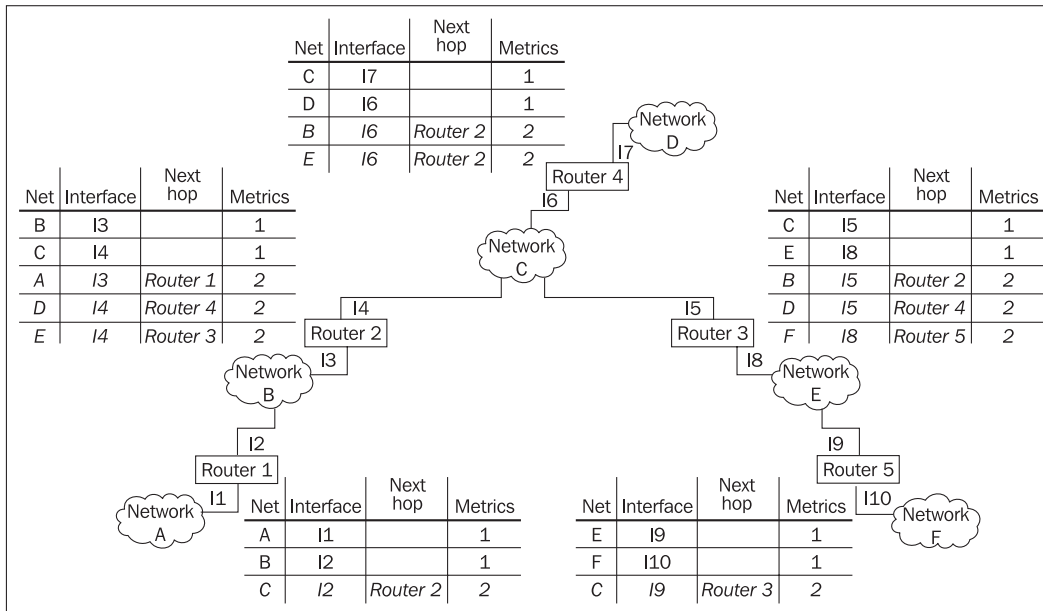 Net Interface Next hop Metrics
C I7 1
D I6 1
B I6 Router 2 2
E I6 Router 2 2
Network D
I7
Router 4
I6
Net Interface Next hop Metrics
B I3 1
C I4 1
A I3 Router 1 2
D I4 Router 4 2
E I4 Router 3 2
Net Interface Next hop Metrics
C I5 1
E I8 1
B I5 Router 2 2
D I5 Router 4 2
F I8 Router 5 2
Network C
I4
Router 2
I3
I5
Router 3
I8
Network B
Network E
I2
Router 1
I1
I9
Router 5
I10
Network A
Network F
Net Interface Next hop Metrics
A I1 1
B I2 1
C I2 Router 2 2
Net Interface Next hop Metrics
E I9 1
F I10 1
C I9 Router 3 2